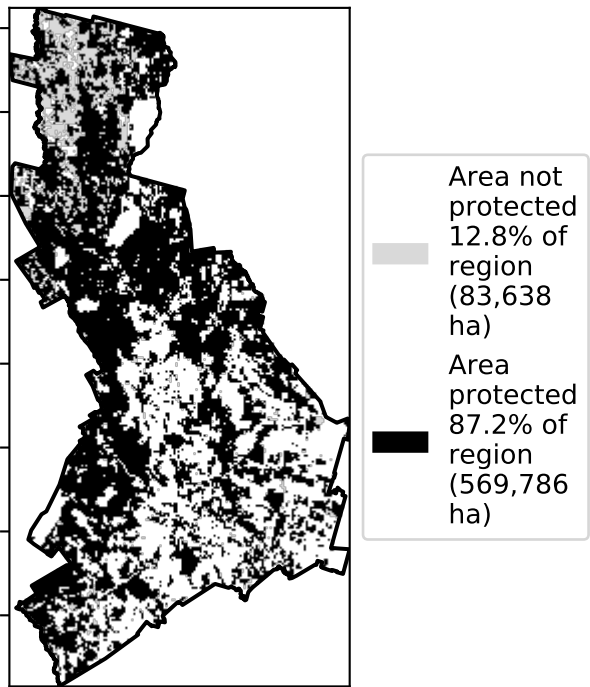 Area not
protected
12.8% of
region
(83,638
ha)
Area
protected
87.2% of
region
(569,786
ha)